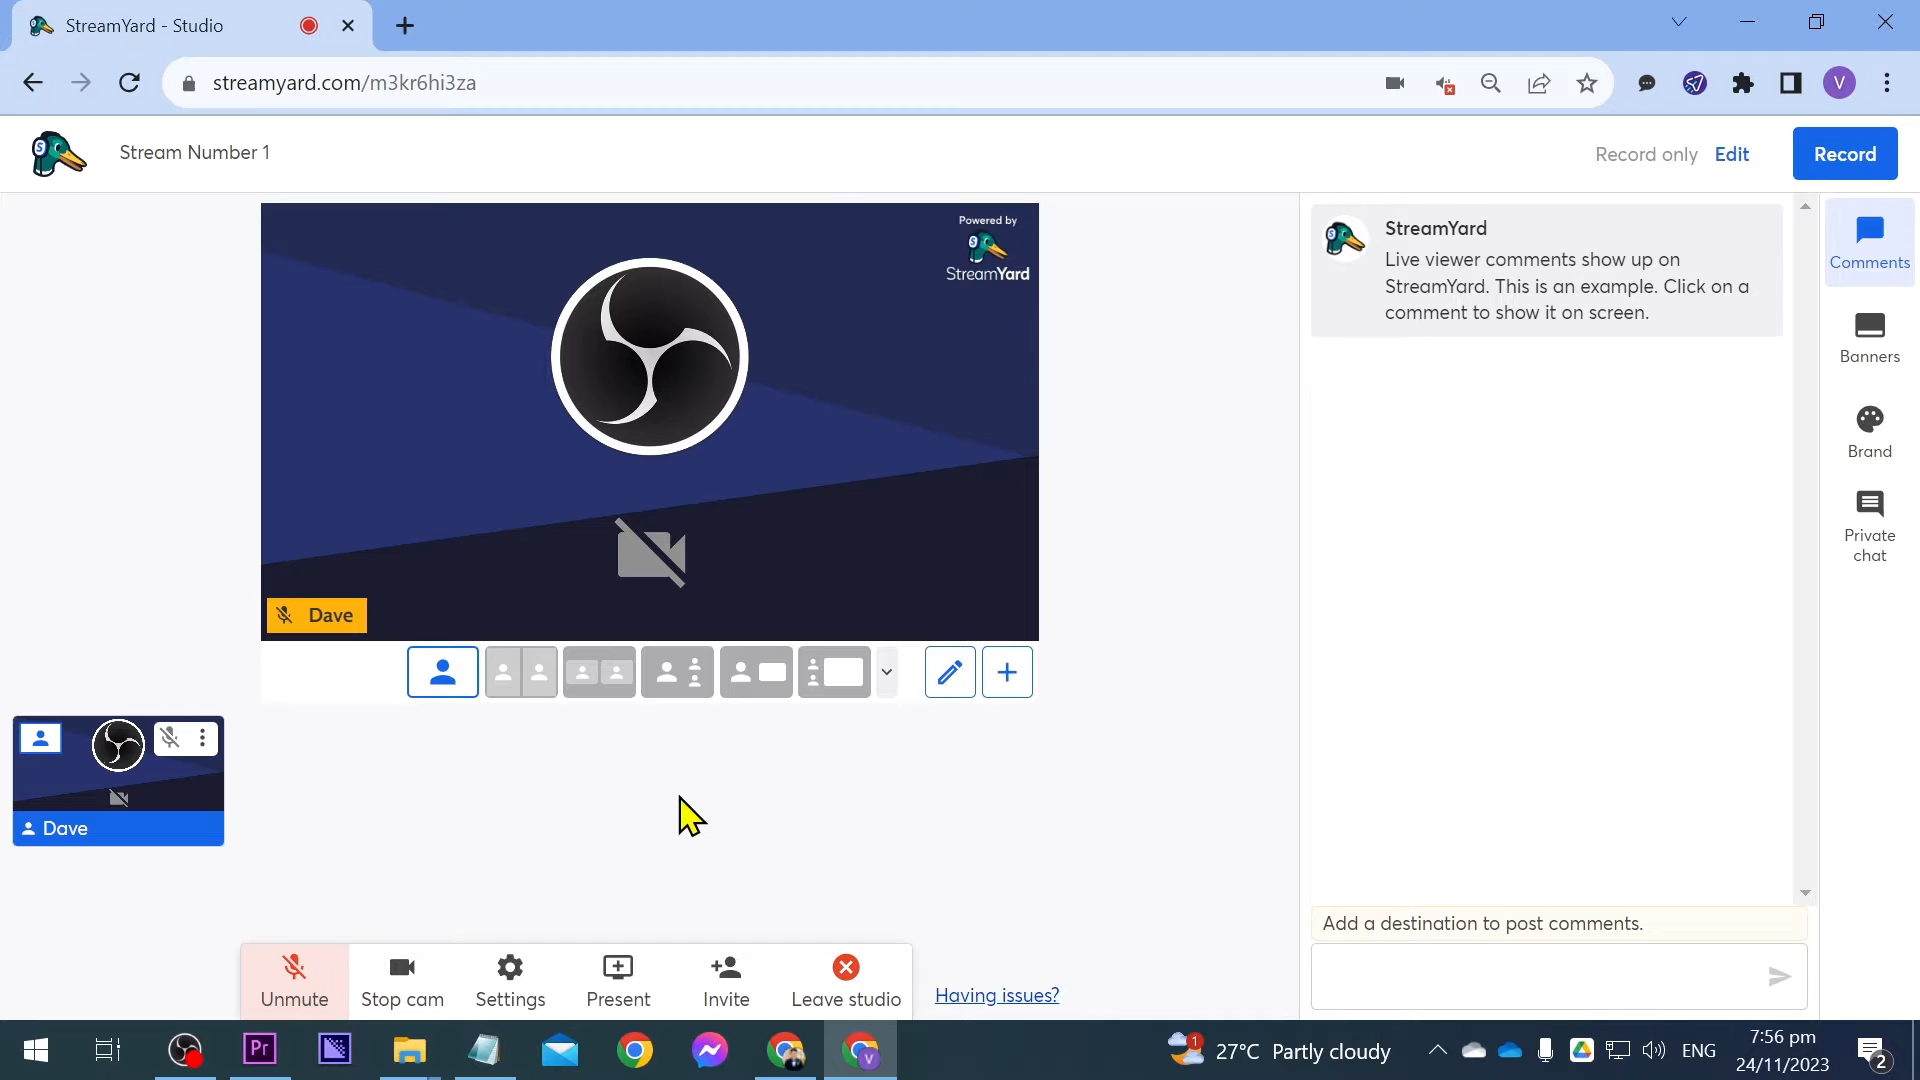 StreamYard - Studio
streamyard.com/m3kr6hi3za
V
Stream Number 1
Record only
Edit
Record
Powered by
StreamYard
Dave
Dave
StreamYard
Live viewer comments show up on
StreamYard. This is an example. Click on a
comment to show it on screen.
Add a destination to post comments.
Comments
Banners
Brand
Private
chat
Unmute
Stop cam
Settings
Present
Invite
Leave studio
Having issues?
Pr
V
1
27°C Partly cloudy
ENG
7:56 pm
24/11/2023
2